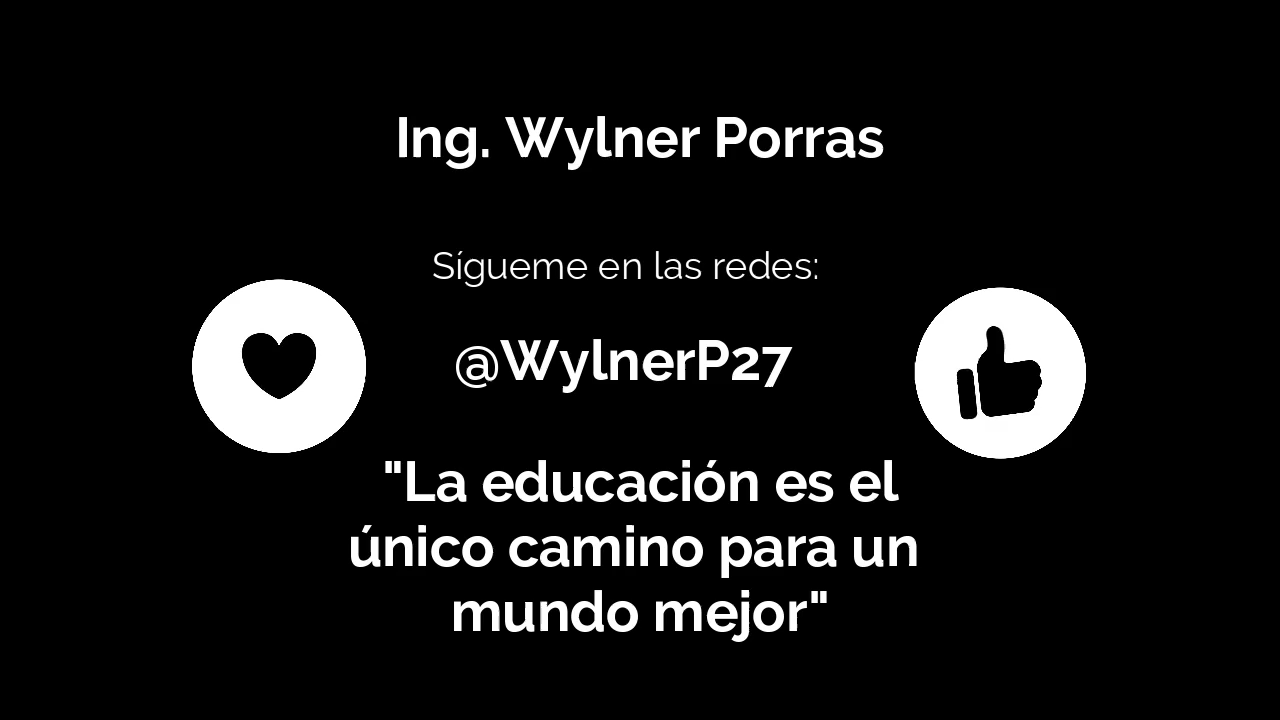 Ing. Wylner Porras
Sígueme en las redes:
@WylnerP27
"La educación es el
único camino para un
mundo mejor"